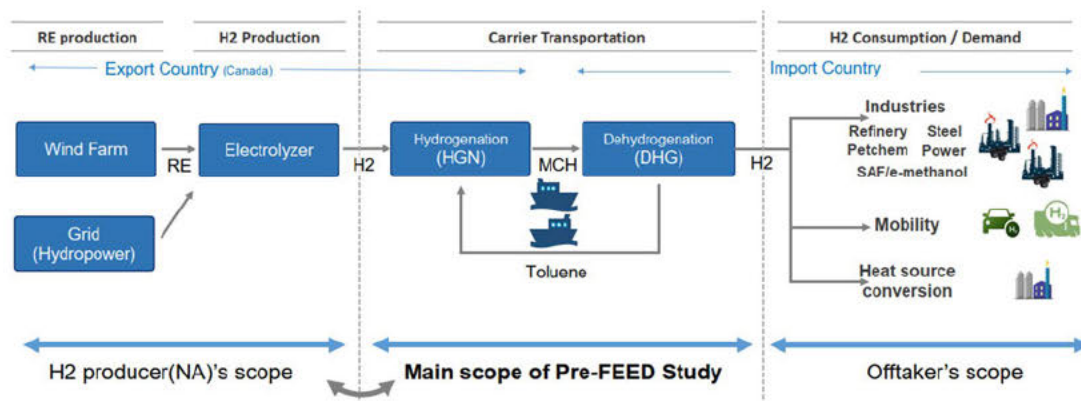 RE production
H2 Production
Carrier Transportation
H2 Consumption / Demand
Export Country (Canada)
Import Country
Wind Farm
RE
Electrolyzer
H2
Hydrogenation
(HGN)
MCH
Dehydrogenation
(DHG)
H2
Industries
Refinery Steel
Petchem Power
SAF/e-methanol
Grid
(Hydropower)
Toluene
Mobility
H2
H2
Heat source
conversion
H2 producer(NA)'s scope
Main scope of Pre-FEED Study
Offtaker's scope